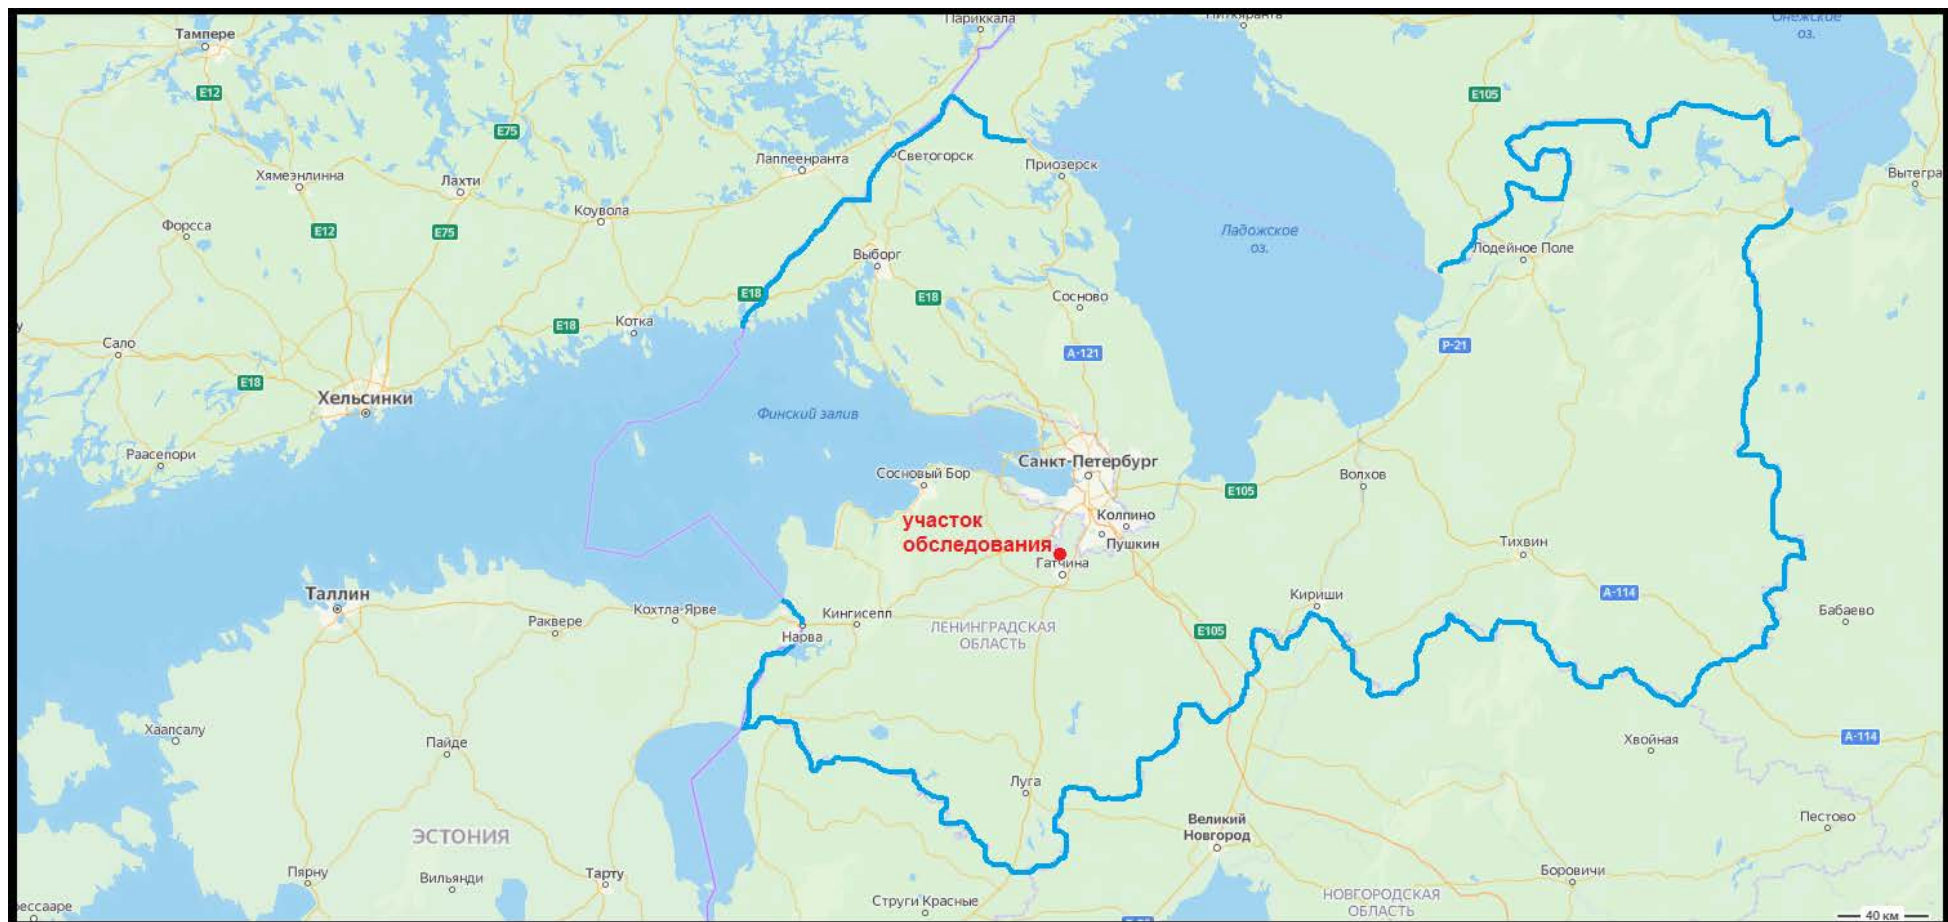 Париккала
Питкяранта
Онежское
оз.
Тампере
E12
E105
E75
Светогорск
Лаппеенранта
Приозерск
Хямеэнлинна
Лахти
Вытегра
Коувола
Форсса
E12
E75
Ладожское
оз.
Лодейное Поле
Выборг
E18
E18
Сосново
Котка
E18
Сало
P-21
A-121
E18
Хельсинки
Финский залив
Раасепори
Санкт-Петербург
Сосновый Бор
Волхов
E105
участок
обследования
Колпино
Пушкин
Тихвин
Гатчина
Таллин
Кириши
A-114
Кохтла-Ярве
Кингисепп
Бабаево
Раквере
ЛЕНИНГРАДСКАЯ
ОБЛАСТЬ
E105
Нарва
Хаапсалу
Пайде
Хвойная
A-114
Луга
ЭСТОНИЯ
Великий
Новгород
Пестово
Пярну
Вильянди
Тарту
Боровичи
Струги Красные
НОВГОРОДСКАЯ
ОБЛАСТЬ
ессааре
40 км